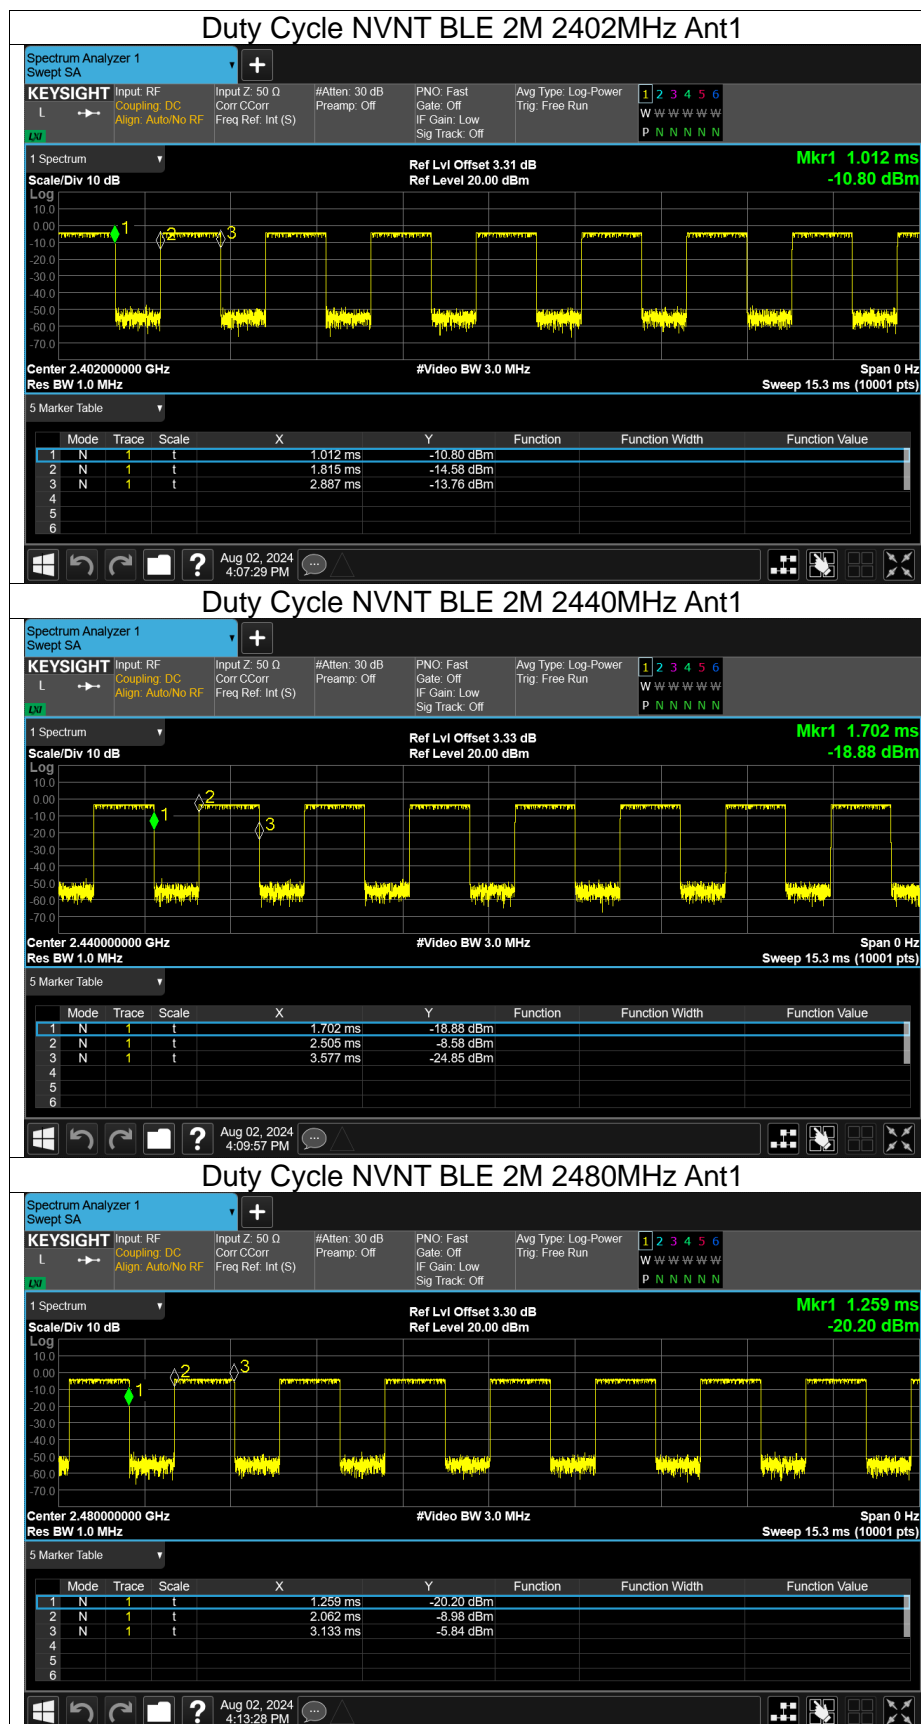 Duty Cycle NVNT BLE 2M 2402MHz Ant1
Spectrum Analyzer 1
Swept SA
KEYSIGHT Input: RF Input Z: 50 Ω #Atten: 30 dB PNO: Fast Avg Type: Log-Power 1 2 3 4 5 6
L Coupling: DC Corr CCorr Preamp: Off Gate: Off Trig: Free Run W W W W W W
Align: Auto/No RF Freq Ref: Int (S) IF Gain: Low
LXI Sig Track: Off P N N N N N
1 Spectrum Ref Lvl Offset 3.31 dB Mkr1 1.012 ms
Scale/Div 10 dB Ref Level 20.00 dBm -10.80 dBm
Log
10.0
0.00
-10.0
-20.0
-30.0
-40.0
-50.0
-60.0
-70.0
1 2 3
Center 2.402000000 GHz #Video BW 3.0 MHz Span 0 Hz
Res BW 1.0 MHz Sweep 15.3 ms (10001 pts)
5 Marker Table
Mode Trace Scale X Y Function Function Width Function Value
1 N 1 t 1.012 ms -10.80 dBm
2 N 1 t 1.815 ms -14.58 dBm
3 N 1 t 2.887 ms -13.76 dBm
4
5
6
? Aug 02, 2024
4:07:29 PM
Duty Cycle NVNT BLE 2M 2440MHz Ant1
Spectrum Analyzer 1
Swept SA
KEYSIGHT Input: RF Input Z: 50 Ω #Atten: 30 dB PNO: Fast Avg Type: Log-Power 1 2 3 4 5 6
L Coupling: DC Corr CCorr Preamp: Off Gate: Off Trig: Free Run W W W W W W
Align: Auto/No RF Freq Ref: Int (S) IF Gain: Low
LXI Sig Track: Off P N N N N N
1 Spectrum Ref Lvl Offset 3.33 dB Mkr1 1.702 ms
Scale/Div 10 dB Ref Level 20.00 dBm -18.88 dBm
Log
10.0
0.00
-10.0
-20.0
-30.0
-40.0
-50.0
-60.0
-70.0
1 2 3
Center 2.440000000 GHz #Video BW 3.0 MHz Span 0 Hz
Res BW 1.0 MHz Sweep 15.3 ms (10001 pts)
5 Marker Table
Mode Trace Scale X Y Function Function Width Function Value
1 N 1 t 1.702 ms -18.88 dBm
2 N 1 t 2.505 ms -8.58 dBm
3 N 1 t 3.577 ms -24.85 dBm
4
5
6
? Aug 02, 2024
4:09:57 PM
Duty Cycle NVNT BLE 2M 2480MHz Ant1
Spectrum Analyzer 1
Swept SA
KEYSIGHT Input: RF Input Z: 50 Ω #Atten: 30 dB PNO: Fast Avg Type: Log-Power 1 2 3 4 5 6
L Coupling: DC Corr CCorr Preamp: Off Gate: Off Trig: Free Run W W W W W W
Align: Auto/No RF Freq Ref: Int (S) IF Gain: Low
LXI Sig Track: Off P N N N N N
1 Spectrum Ref Lvl Offset 3.30 dB Mkr1 1.259 ms
Scale/Div 10 dB Ref Level 20.00 dBm -20.20 dBm
Log
10.0
0.00
-10.0
-20.0
-30.0
-40.0
-50.0
-60.0
-70.0
1 2 3
Center 2.480000000 GHz #Video BW 3.0 MHz Span 0 Hz
Res BW 1.0 MHz Sweep 15.3 ms (10001 pts)
5 Marker Table
Mode Trace Scale X Y Function Function Width Function Value
1 N 1 t 1.259 ms -20.20 dBm
2 N 1 t 2.062 ms -8.98 dBm
3 N 1 t 3.133 ms -5.84 dBm
4
5
6
? Aug 02, 2024
4:13:28 PM